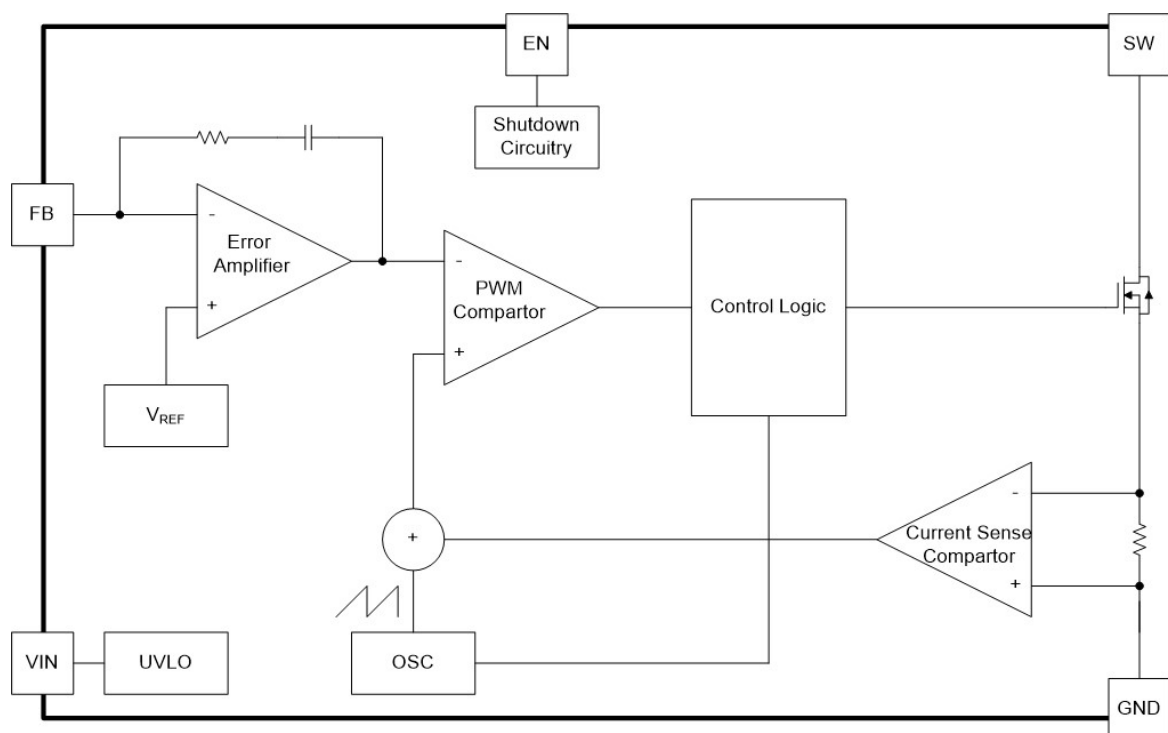 EN
SW
Shutdown
Circuitry
FB
-
Error
Amplifier
+
-
PWM
Compartor
+
Control Logic
VREF
-
Current Sense
Compartor
+
+
VIN
UVLO
OSC
GND